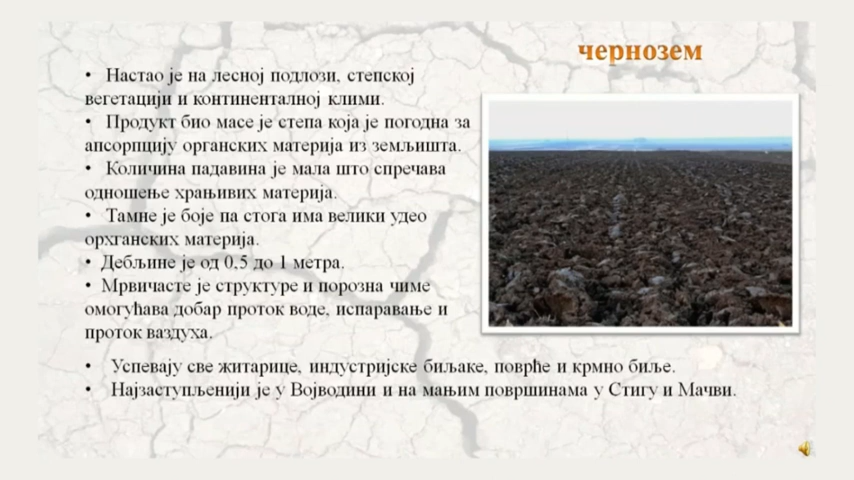 чернозем
• Настао је на лесној подлози, степској
вегетацији и континенталној клими.
• Продукт био масе је степа која је погодна за
апсорпцију органских материја из земљишта.
• Количина падавина је мала што спречава
одношење храњивих материја.
• Тамне је боје па стога има велики удео
орхганских материја.
• Дебљине је од 0,5 до 1 метра.
• Мрвичасте је структуре и порозна чиме
омогућава добар проток воде, испаравање и
проток ваздуха.
• Успевају све житарице, индустријске биљаке, поврће и крмно биље.
• Најзаступљенији је у Војводини и на мањим површинама у Стигу и Мачви.